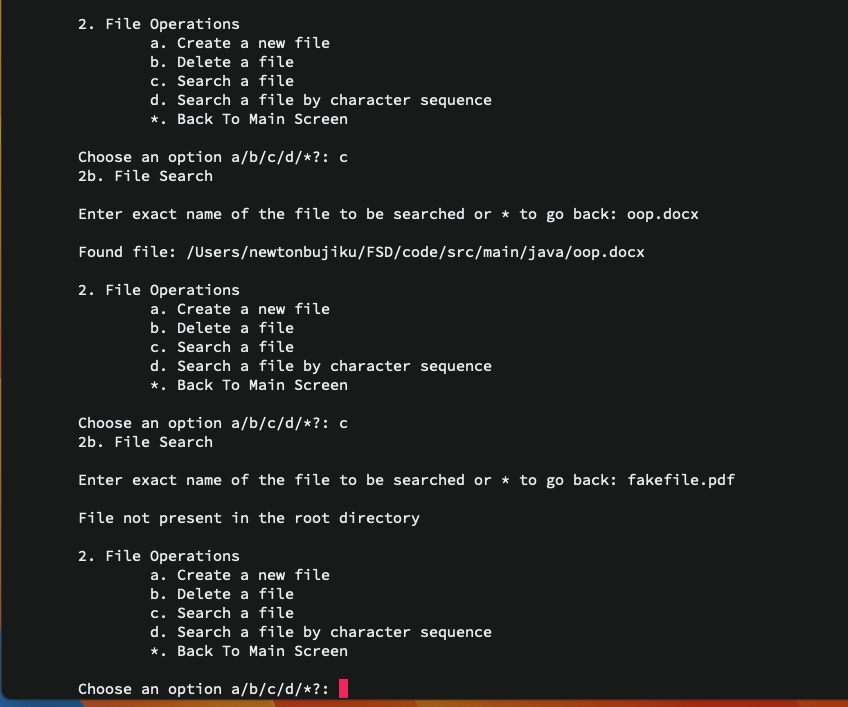 2. File Operations
a. Create a new file
b. Delete a file
c. Search a file
d. Search a file by character sequence
*. Back To Main Screen
Choose an option a/b/c/d/*?: c
2b. File Search
Enter exact name of the file to be searched or * to go back: oop.docx
Found file: /Users/newtonbujiku/FSD/code/src/main/java/oop.docx
2. File Operations
a. Create a new file
b. Delete a file
c. Search a file
d. Search a file by character sequence
*. Back To Main Screen
Choose an option a/b/c/d/*?: c
2b. File Search
Enter exact name of the file to be searched or * to go back: fakefile.pdf
File not present in the root directory
2. File Operations
a. Create a new file
b. Delete a file
c. Search a file
d. Search a file by character sequence
*. Back To Main Screen
Choose an option a/b/c/d/*?: